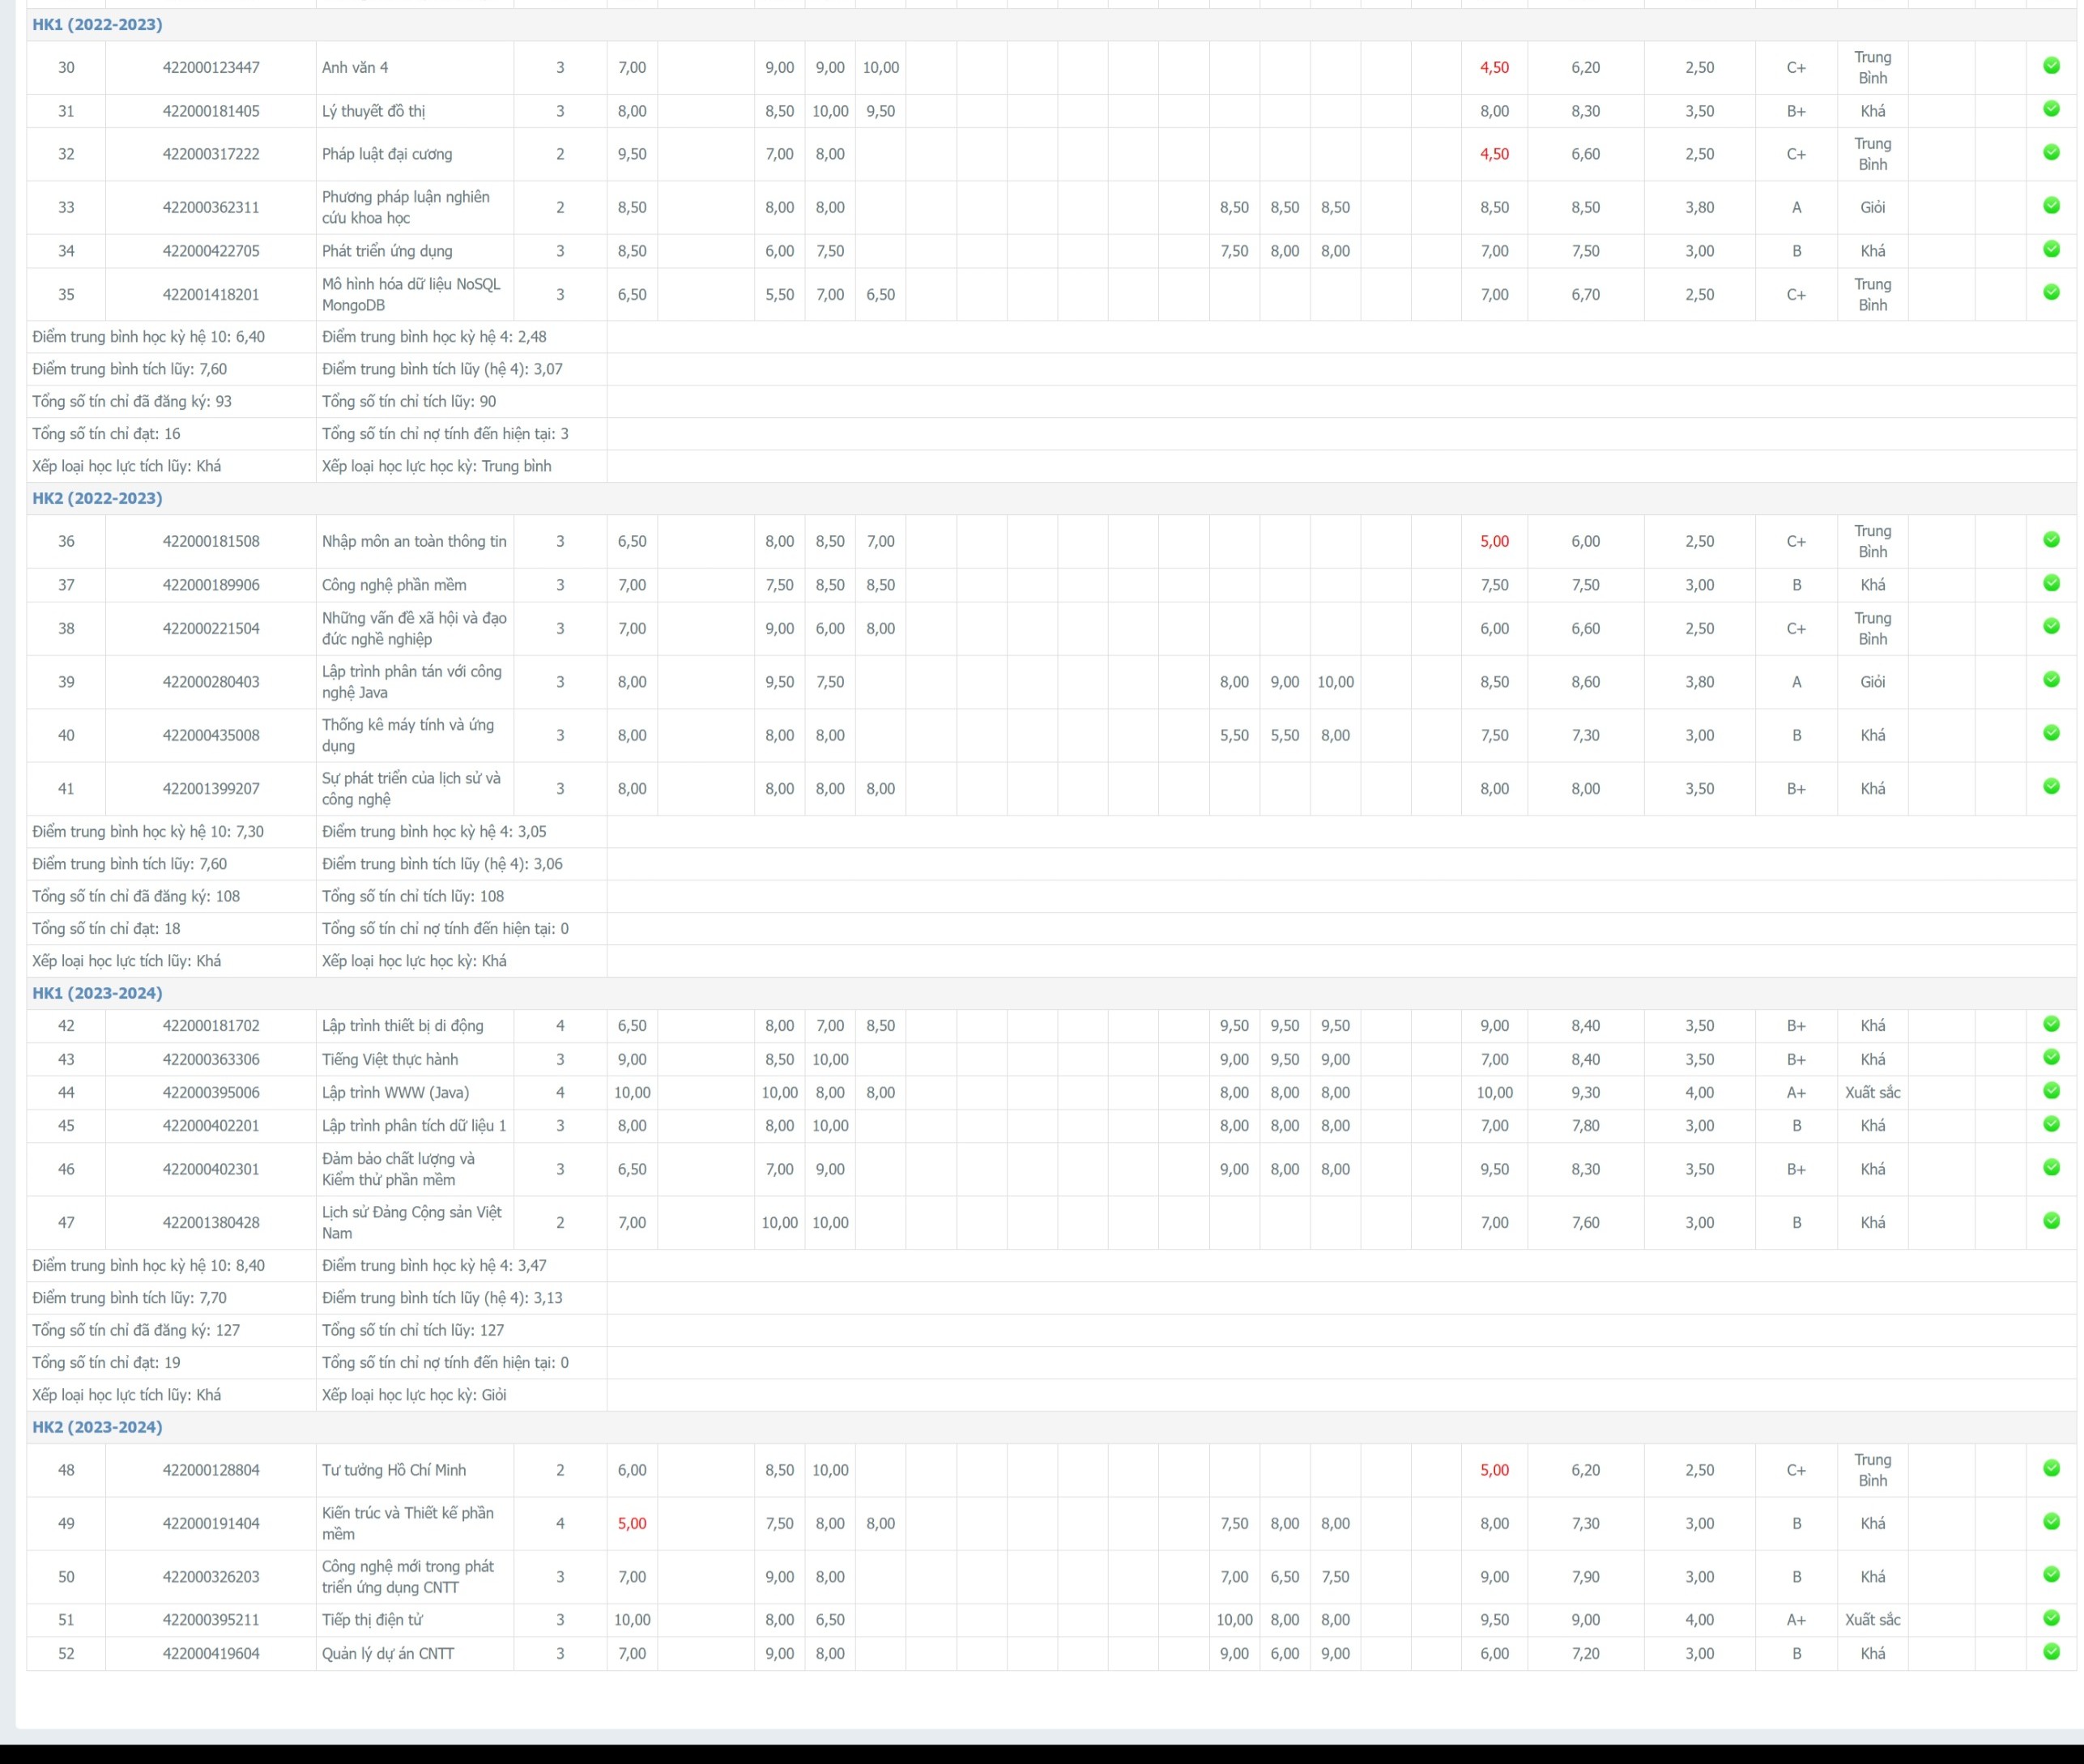 HK1 (2022-2023)
30 422000123447 Anh văn 4 3 7,00 9,00 9,00 10,00 4,50 6,20 2,50 C+ Trung Bình
31 422000181405 Lý thuyết đồ thị 3 8,00 8,50 10,00 9,50 8,00 8,30 3,50 B+ Khá
32 422000317222 Pháp luật đại cương 2 9,50 7,00 8,00 4,50 6,60 2,50 C+ Trung Bình
33 422000362311 Phương pháp luận nghiên cứu khoa học 2 8,50 8,00 8,00 8,50 8,50 8,50 8,50 8,50 3,80 A Giỏi
34 422000422705 Phát triển ứng dụng 3 8,50 6,00 7,50 7,50 8,00 8,00 7,00 7,50 3,00 B Khá
35 422001418201 Mô hình hóa dữ liệu NoSQL MongoDB 3 6,50 5,50 7,00 6,50 7,00 6,70 2,50 C+ Trung Bình
Điểm trung bình học kỳ hệ 10: 6,40 Điểm trung bình học kỳ hệ 4: 2,48
Điểm trung bình tích lũy: 7,60 Điểm trung bình tích lũy (hệ 4): 3,07
Tổng số tín chỉ đã đăng ký: 93 Tổng số tín chỉ tích lũy: 90
Tổng số tín chỉ đạt: 16 Tổng số tín chỉ nợ tính đến hiện tại: 3
Xếp loại học lực tích lũy: Khá Xếp loại học lực học kỳ: Trung bình
HK2 (2022-2023)
36 422000181508 Nhập môn an toàn thông tin 3 6,50 8,00 8,50 7,00 5,00 6,00 2,50 C+ Trung Bình
37 422000189906 Công nghệ phần mềm 3 7,00 7,50 8,50 8,50 7,50 7,50 3,00 B Khá
38 422000221504 Những vấn đề xã hội và đạo đức nghề nghiệp 3 7,00 9,00 6,00 8,00 6,00 6,60 2,50 C+ Trung Bình
39 422000280403 Lập trình phân tán với công nghệ Java 3 8,00 9,50 7,50 8,00 9,00 10,00 8,50 8,60 3,80 A Giỏi
40 422000435008 Thống kê máy tính và ứng dụng 3 8,00 8,00 8,00 5,50 5,50 8,00 7,50 7,30 3,00 B Khá
41 422001399207 Sự phát triển của lịch sử và công nghệ 3 8,00 8,00 8,00 8,00 8,00 8,00 3,50 B+ Khá
Điểm trung bình học kỳ hệ 10: 7,30 Điểm trung bình học kỳ hệ 4: 3,05
Điểm trung bình tích lũy: 7,60 Điểm trung bình tích lũy (hệ 4): 3,06
Tổng số tín chỉ đã đăng ký: 108 Tổng số tín chỉ tích lũy: 108
Tổng số tín chỉ đạt: 18 Tổng số tín chỉ nợ tính đến hiện tại: 0
Xếp loại học lực tích lũy: Khá Xếp loại học lực học kỳ: Khá
HK1 (2023-2024)
42 422000181702 Lập trình thiết bị di động 4 6,50 8,00 7,00 8,50 9,50 9,50 9,50 9,00 8,40 3,50 B+ Khá
43 422000363306 Tiếng Việt thực hành 3 9,00 8,50 10,00 9,00 9,50 9,00 7,00 8,40 3,50 B+ Khá
44 422000395006 Lập trình WWW (Java) 4 10,00 10,00 8,00 8,00 8,00 8,00 8,00 10,00 9,30 4,00 A+ Xuất sắc
45 422000402201 Lập trình phân tích dữ liệu 1 3 8,00 8,00 10,00 8,00 8,00 8,00 7,00 7,80 3,00 B Khá
46 422000402301 Đảm bảo chất lượng và Kiểm thử phần mềm 3 6,50 7,00 9,00 9,00 8,00 8,00 9,50 8,30 3,50 B+ Khá
47 422001380428 Lịch sử Đảng Cộng sản Việt Nam 2 7,00 10,00 10,00 7,00 7,60 3,00 B Khá
Điểm trung bình học kỳ hệ 10: 8,40 Điểm trung bình học kỳ hệ 4: 3,47
Điểm trung bình tích lũy: 7,70 Điểm trung bình tích lũy (hệ 4): 3,13
Tổng số tín chỉ đã đăng ký: 127 Tổng số tín chỉ tích lũy: 127
Tổng số tín chỉ đạt: 19 Tổng số tín chỉ nợ tính đến hiện tại: 0
Xếp loại học lực tích lũy: Khá Xếp loại học lực học kỳ: Giỏi
HK2 (2023-2024)
48 422000128804 Tư tưởng Hồ Chí Minh 2 6,00 8,50 10,00 5,00 6,20 2,50 C+ Trung Bình
49 422000191404 Kiến trúc và Thiết kế phần mềm 4 5,00 7,50 8,00 8,00 7,50 8,00 8,00 8,00 7,30 3,00 B Khá
50 422000326203 Công nghệ mới trong phát triển ứng dụng CNTT 3 7,00 9,00 8,00 7,00 6,50 7,50 9,00 7,90 3,00 B Khá
51 422000395211 Tiếp thị điện tử 3 10,00 8,00 6,50 10,00 8,00 8,00 9,50 9,00 4,00 A+ Xuất sắc
52 422000419604 Quản lý dự án CNTT 3 7,00 9,00 8,00 9,00 6,00 9,00 6,00 7,20 3,00 B Khá